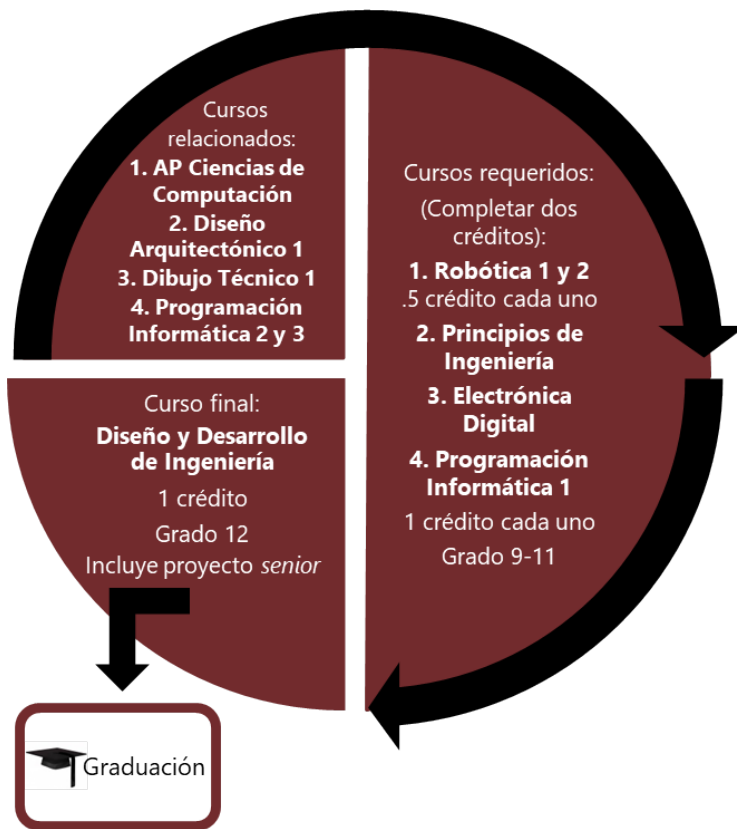 Cursos
relacionados:
1. AP Ciencias de
Computación
2. Diseño
Arquitectónico 1
3. Dibujo Técnico 1
4. Programación
Informática 2 y 3
Cursos requeridos:
(Completar dos
créditos):
1. Robótica 1 y 2
.5 crédito cada uno
2. Principios de
Ingeniería
3. Electrónica
Digital
4. Programación
Informática 1
1 crédito cada uno
Grado 9-11
Curso final:
Diseño y Desarrollo
de Ingeniería
1 crédito
Grado 12
Incluye proyecto senior
Graduación